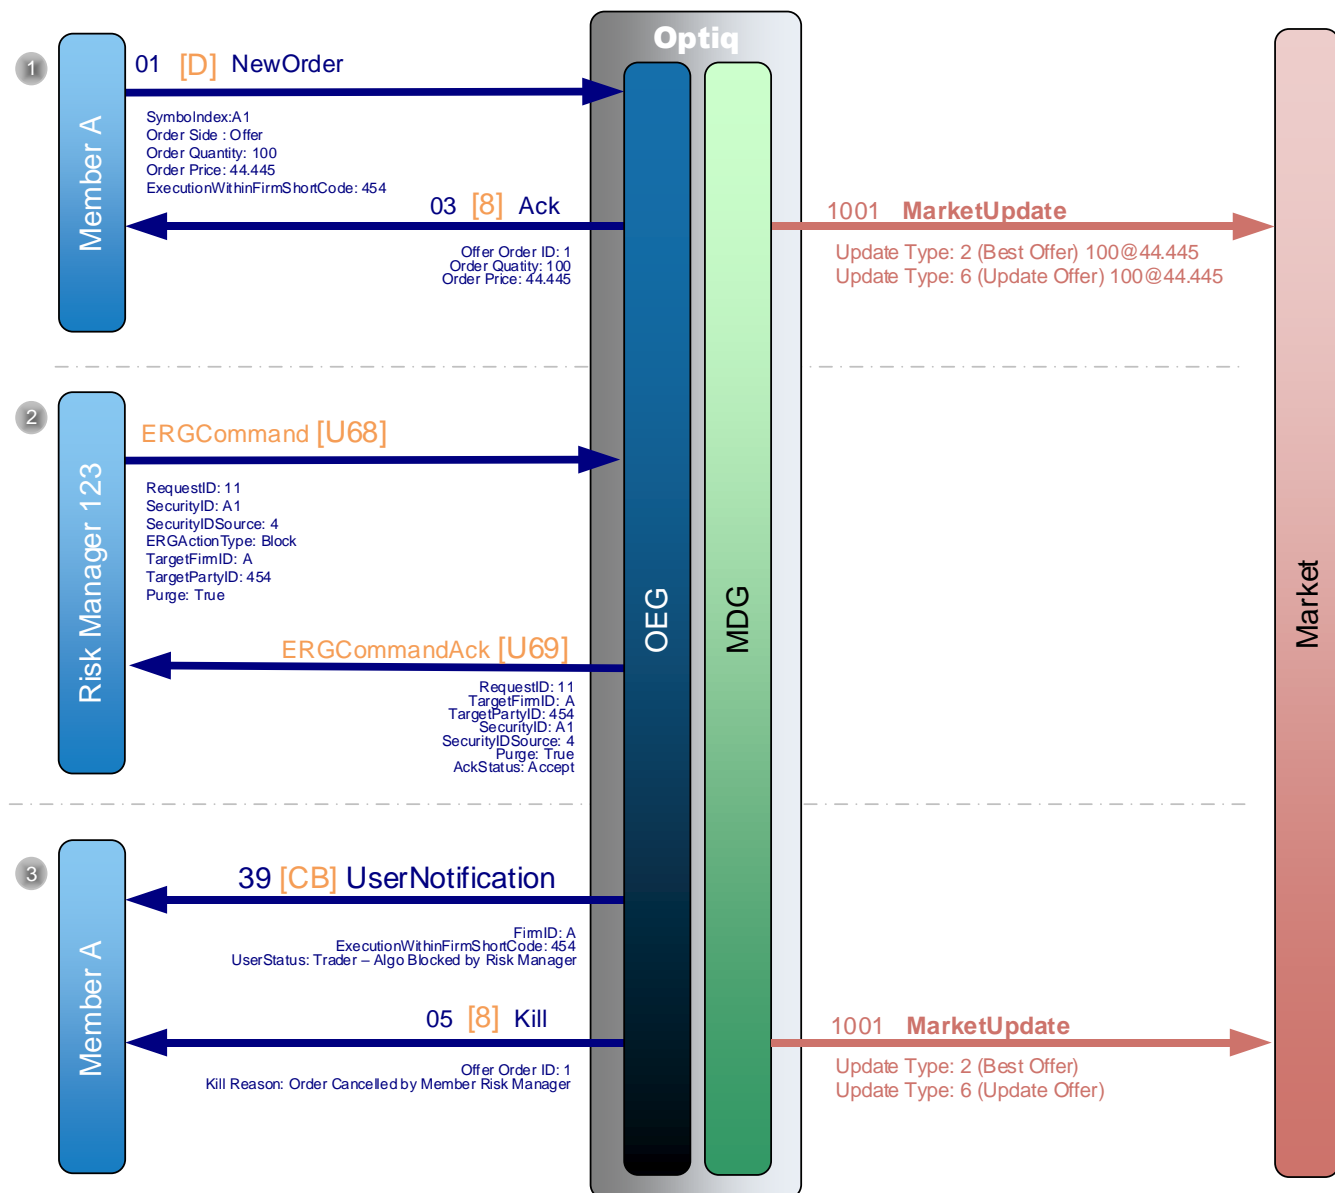 Optiq
1
Member A
01 [D] NewOrder
SymbolIndex:A1
Order Side : Offer
Order Quantity: 100
Order Price: 44.445
ExecutionWithinFirmShortCode: 454
03 [8] Ack
Offer Order ID: 1
Order Quatity: 100
Order Price: 44.445
1001 MarketUpdate
Update Type: 2 (Best Offer) 100@44.445
Update Type: 6 (Update Offer) 100@44.445
2
Risk Manager 123
ERGCommand [U68]
RequestID: 11
SecurityID: A1
SecurityIDSource: 4
ERGActionType: Block
TargetFirmID: A
TargetPartyID: 454
Purge: True
ERGCommandAck [U69]
RequestID: 11
TargetFirmID: A
TargetPartyID: 454
SecurityID: A1
SecurityIDSource: 4
Purge: True
AckStatus: Accept
OEG
MDG
Market
3
Member A
39 [CB] UserNotification
FirmID: A
ExecutionWithinFirmShortCode: 454
UserStatus: Trader – Algo Blocked by Risk Manager
05 [8] Kill
Offer Order ID: 1
Kill Reason: Order Cancelled by Member Risk Manager
1001 MarketUpdate
Update Type: 2 (Best Offer)
Update Type: 6 (Update Offer)